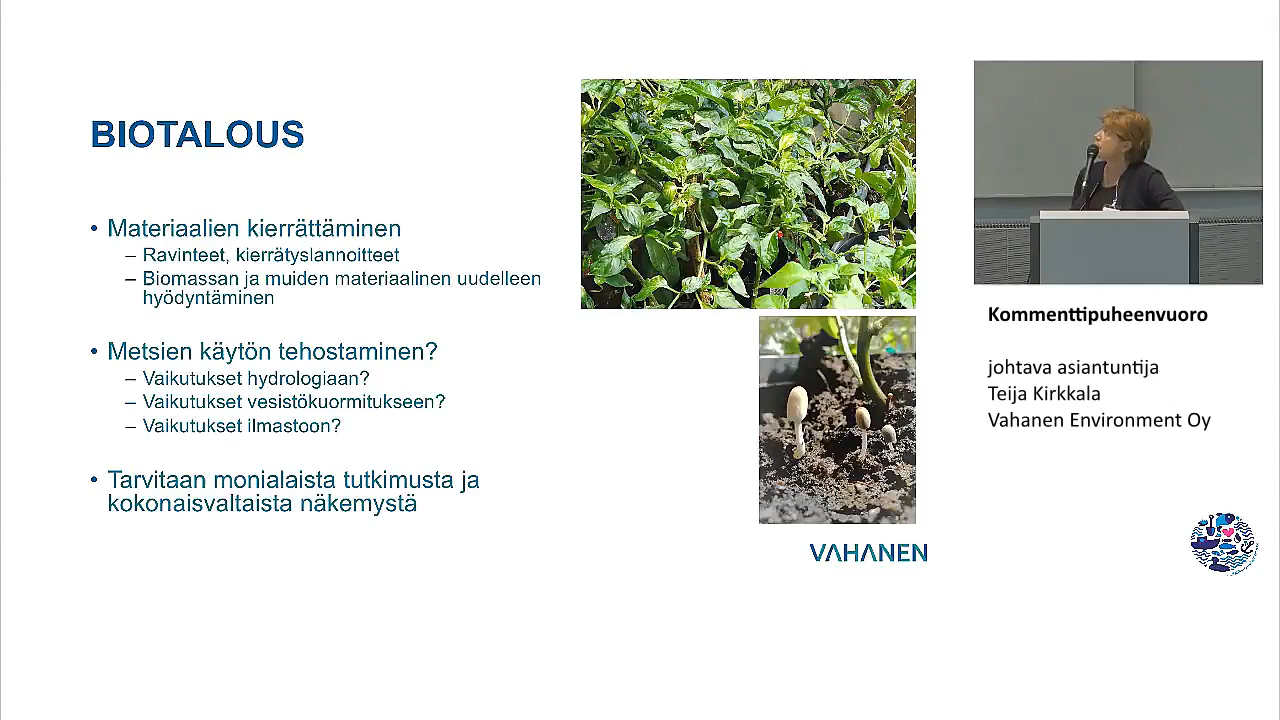 BIOTALOUS
• Materiaalien kierrättäminen
– Ravinteet, kierrätyslannoitteet
– Biomassan ja muiden materiaalinen uudelleen
hyödyntäminen
• Metsien käytön tehostaminen?
– Vaikutukset hydrologiaan?
– Vaikutukset vesistökuormitukseen?
– Vaikutukset ilmastoon?
• Tarvitaan monialaista tutkimusta ja
kokonaisvaltaista näkemystä
VAHANEN
Kommenttipuheenvuoro
johtava asiantuntija
Teija Kirkkala
Vahanen Environment Oy